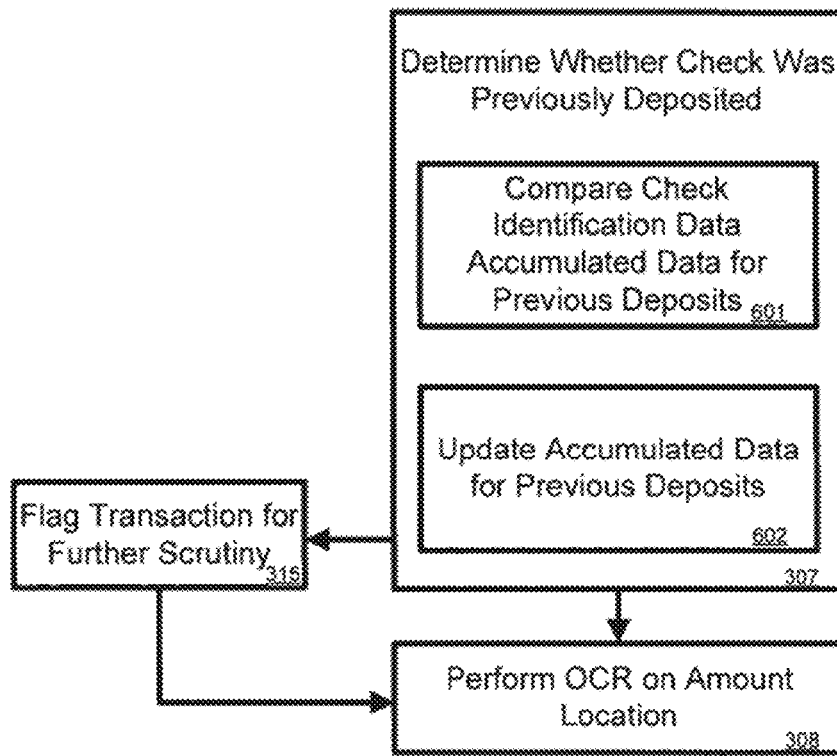 Determine Whether Check Was
Previously Deposited
Compare Check
Identification Data
Accumulated Data for
Previous Deposits 601
Update Accumulated Data
for Previous Deposits
602
307
Flag Transaction for
Further Scrutiny
315
Perform OCR on Amount
Location
308